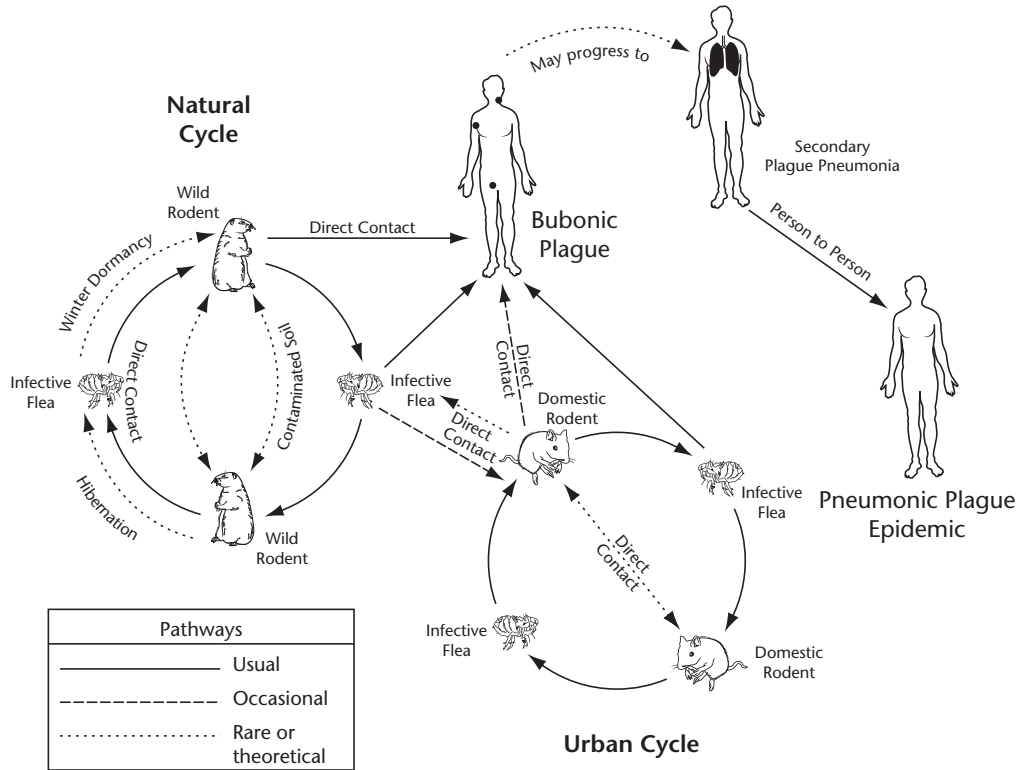 May progress to
Natural
Cycle
Secondary
Plague Pneumonia
Wild
Rodent
Direct Contact
Bubonic
Plague
Person to Person
Winter Dormancy
Direct Contact
Contaminated Soil
Infective
Flea
Infective
Flea
Direct
Contact
Direct
Contact
Domestic
Rodent
Hibernation
Wild
Rodent
Infective
Flea
Pneumonic Plague
Epidemic
Direct
Contact
Infective
Flea
Domestic
Rodent
Pathways
Usual
Occasional
Rare or
theoretical
Urban Cycle